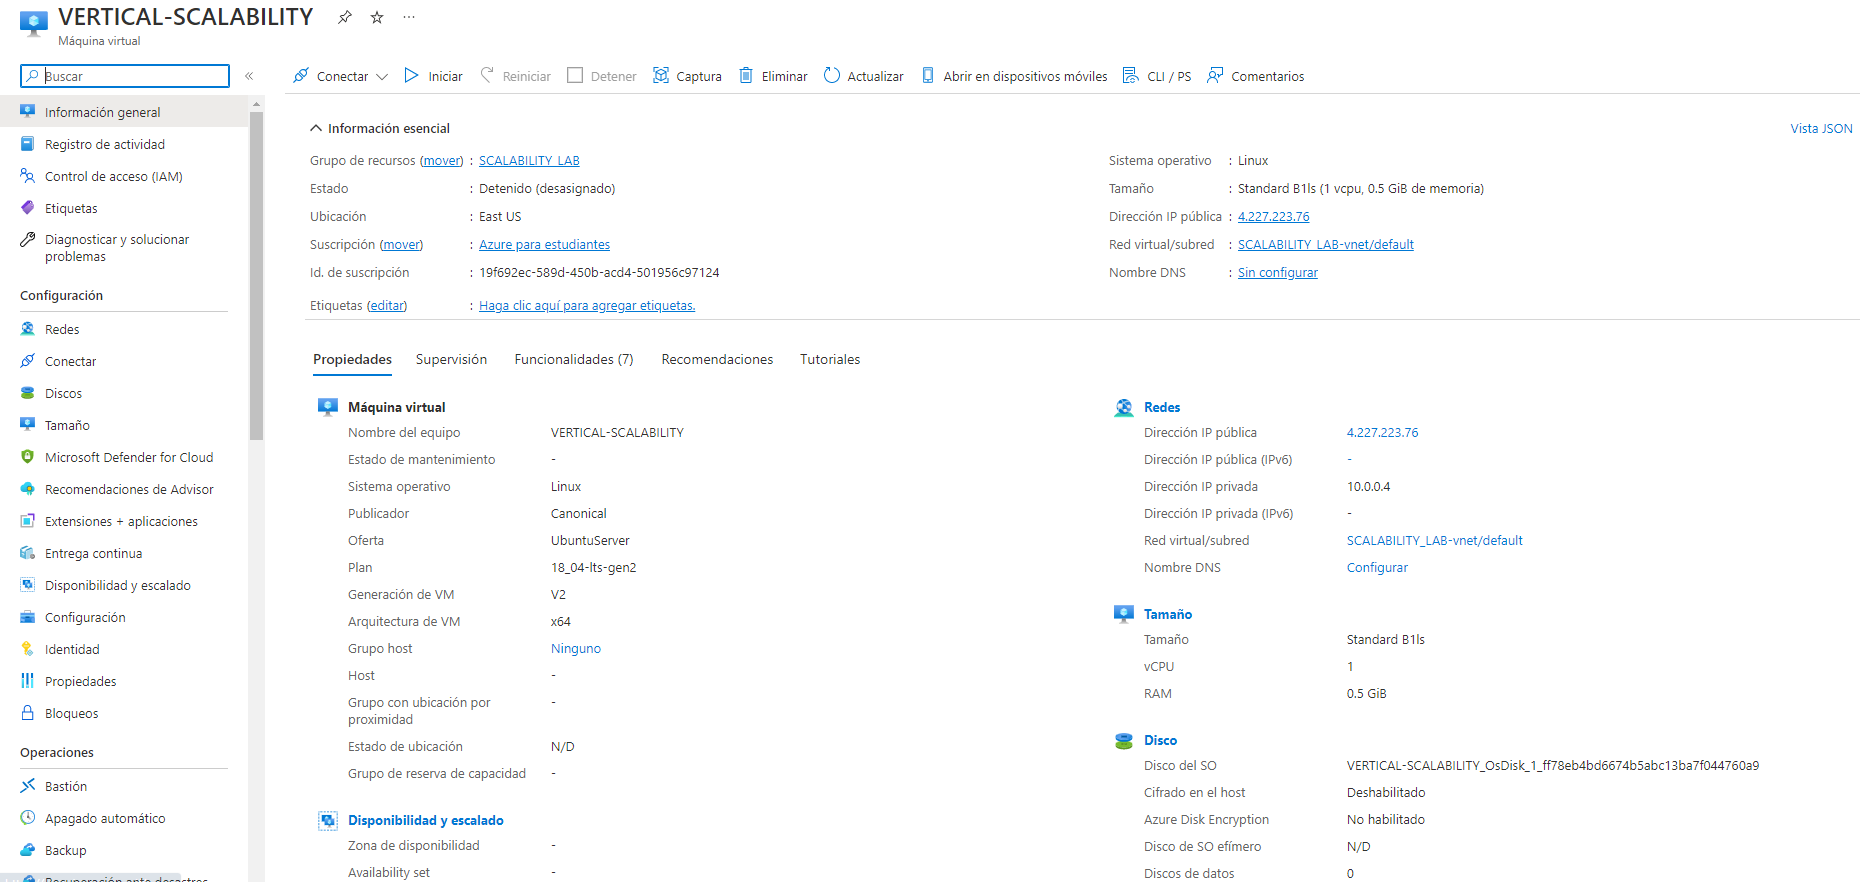 VERTICAL-SCALABILITY
Máquina virtual
Buscar
Conectar Iniciar Reiniciar Detener Captura Eliminar Actualizar Abrir en dispositivos móviles CLI / PS Comentarios
Información general
Registro de actividad
Control de acceso (IAM)
Etiquetas
Diagnosticar y solucionar
problemas
Configuración
Redes
Conectar
Discos
Tamaño
Microsoft Defender for Cloud
Recomendaciones de Advisor
Extensiones + aplicaciones
Entrega continua
Disponibilidad y escalado
Configuración
Identidad
Propiedades
Bloqueos
Operaciones
Bastión
Apagado automático
Backup
Recuperación ante desastres
Información esencial
Vista JSON
Grupo de recursos (mover) : SCALABILITY_LAB
Estado : Detenido (desasignado)
Ubicación : East US
Suscripción (mover) : Azure para estudiantes
Id. de suscripción : 19f692ec-589d-450b-acd4-501956c97124
Etiquetas (editar) : Haga clic aquí para agregar etiquetas.
Sistema operativo : Linux
Tamaño : Standard B1ls (1 vcpu, 0.5 GiB de memoria)
Dirección IP pública : 4.227.223.76
Red virtual/subred : SCALABILITY_LAB-vnet/default
Nombre DNS : Sin configurar
Propiedades Supervisión Funcionalidades (7) Recomendaciones Tutoriales
Máquina virtual
Nombre del equipo VERTICAL-SCALABILITY
Estado de mantenimiento -
Sistema operativo Linux
Publicador Canonical
Oferta UbuntuServer
Plan 18_04-lts-gen2
Generación de VM V2
Arquitectura de VM x64
Grupo host Ninguno
Host -
Grupo con ubicación por -
proximidad
Estado de ubicación N/D
Grupo de reserva de capacidad -
Disponibilidad y escalado
Zona de disponibilidad -
Availability set -
Redes
Dirección IP pública 4.227.223.76
Dirección IP pública (IPv6) -
Dirección IP privada 10.0.0.4
Dirección IP privada (IPv6) -
Red virtual/subred SCALABILITY_LAB-vnet/default
Nombre DNS Configurar
Tamaño
Tamaño Standard B1ls
vCPU 1
RAM 0.5 GiB
Disco
Disco del SO VERTICAL-SCALABILITY_OsDisk_1_ff78eb4bd6674b5abc13ba7f044760a9
Cifrado en el host Deshabilitado
Azure Disk Encryption No habilitado
Disco de SO efímero N/D
Discos de datos 0